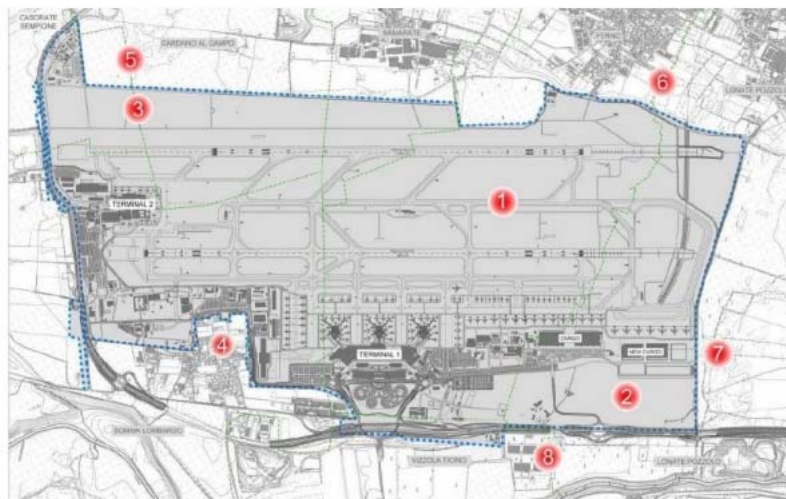 CASORATE
SEMPIONE
CARDANO AL CAMPO
SAMARATE
FERNO
LONATE POZZOLO
5
6
3
TERMINAL 2
1
4
CARGO
NEW CARGO
TERMINAL 1
7
2
SOMMA LOMBARDO
VIZZOLA TICINO
8
LONATE POZZOLO